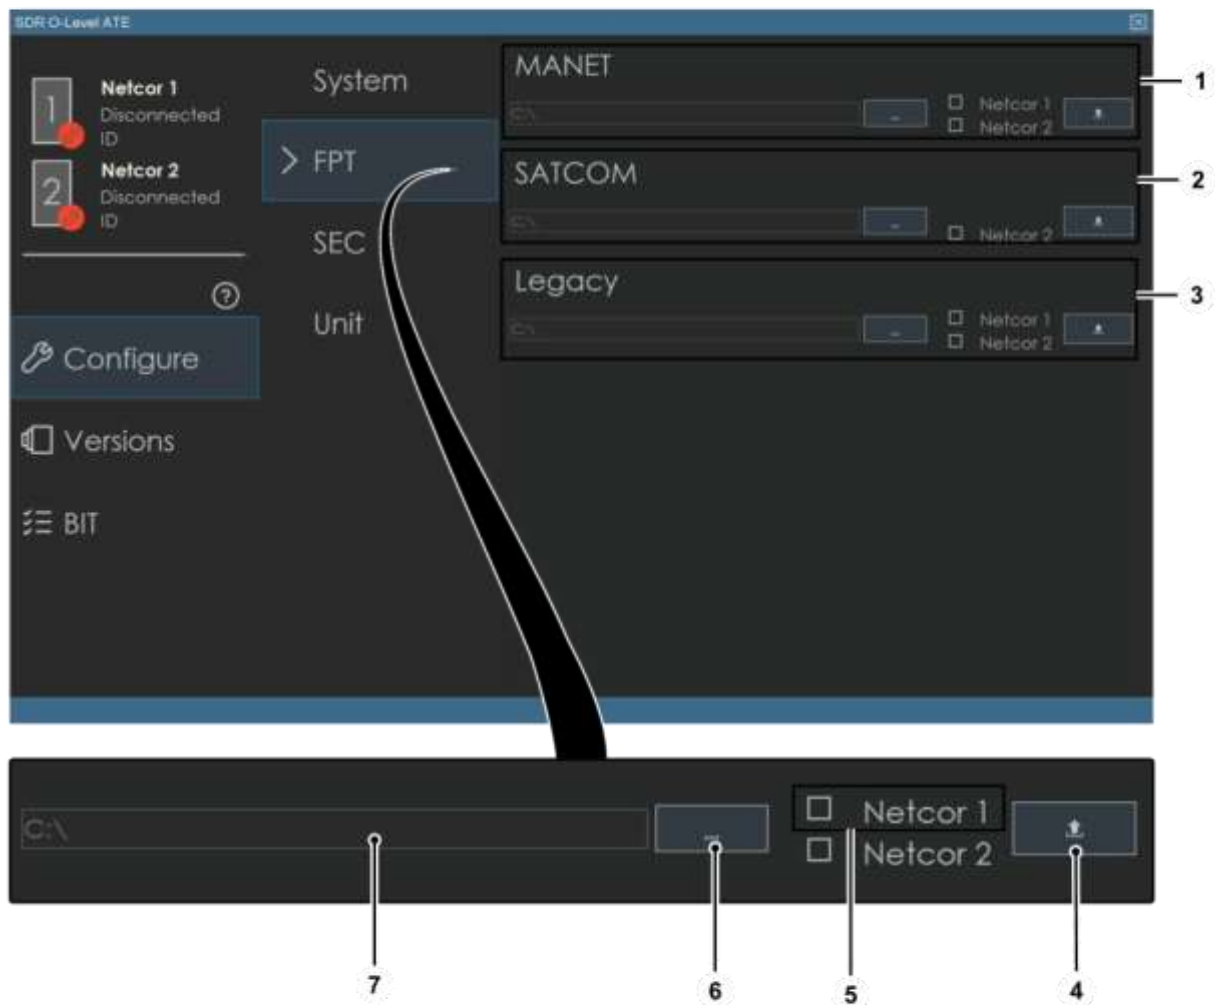 SDR O-Level ATE
1
Netcor 1
Disconnected
ID
2
Netcor 2
Disconnected
ID
?
Configure
Versions
BIT
System
FPT
SEC
Unit
MANET
C:\
...
Netcor 1
Netcor 2
1
SATCOM
C:\
...
Netcor 2
2
Legacy
C:\
...
Netcor 1
Netcor 2
3
C:\
...
Netcor 1
Netcor 2
7
6
5
4